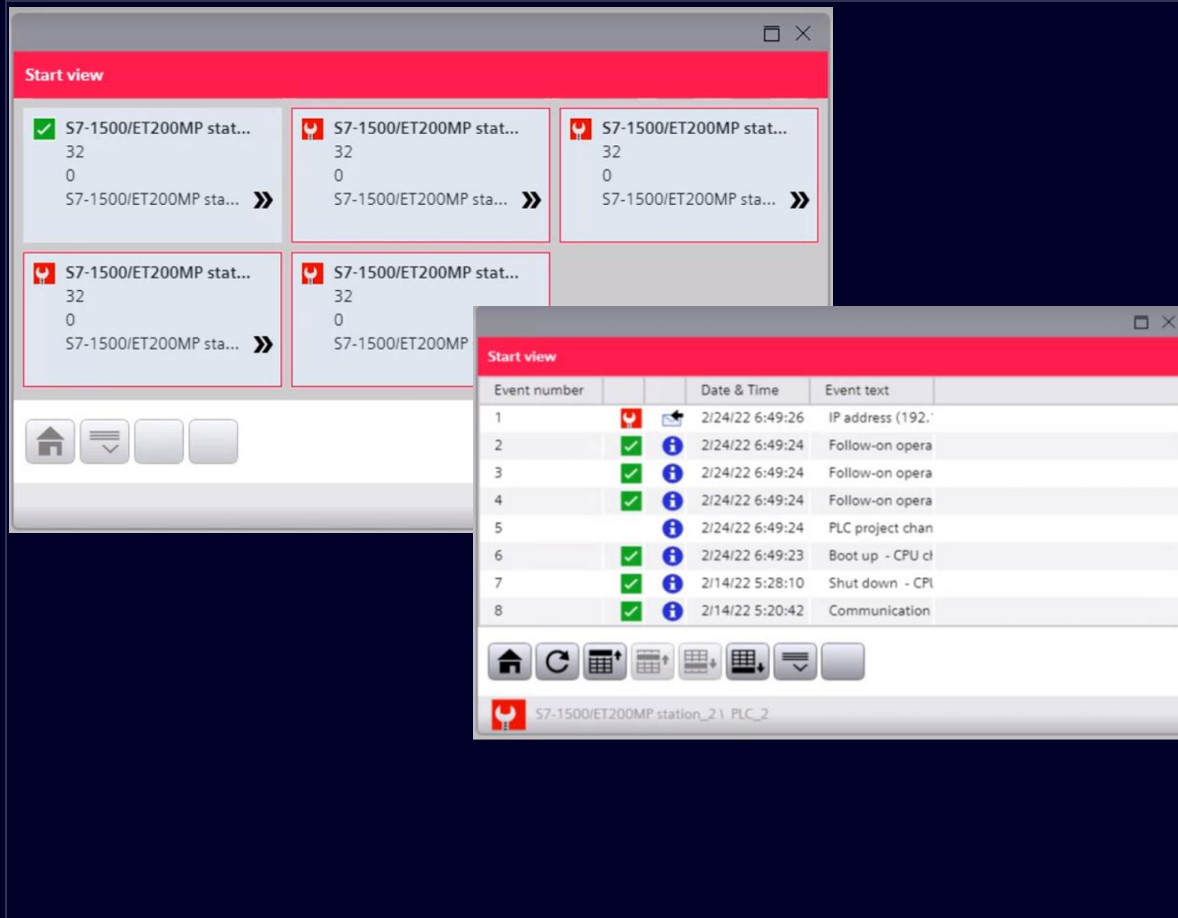 Start view
S7-1500/ET200MP stat...
32
0
S7-1500/ET200MP sta...
S7-1500/ET200MP stat...
32
0
S7-1500/ET200MP sta...
S7-1500/ET200MP stat...
32
0
S7-1500/ET200MP sta...
S7-1500/ET200MP stat...
32
0
S7-1500/ET200MP sta...
S7-1500/ET200MP stat...
32
0
S7-1500/ET200MP
Start view
Event number Date & Time Event text
1 2/24/22 6:49:26 IP address (192.
2 2/24/22 6:49:24 Follow-on opera
3 2/24/22 6:49:24 Follow-on opera
4 2/24/22 6:49:24 Follow-on opera
5 2/24/22 6:49:24 PLC project chan
6 2/24/22 6:49:23 Boot up - CPU ch
7 2/14/22 5:28:10 Shut down - CPU
8 2/14/22 5:20:42 Communication
S7-1500/ET200MP station_2 \ PLC_2